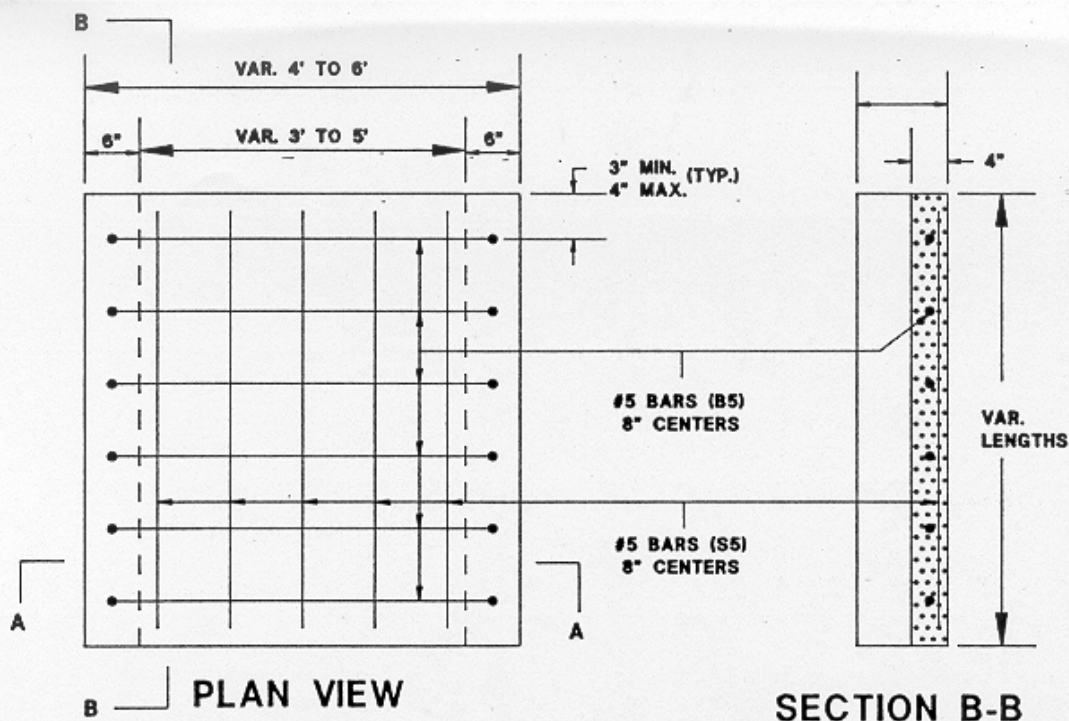 B
VAR. 4' TO 6'
6"
VAR. 3' TO 5'
6"
3" MIN. (TYP.)
4" MAX.
4"
#5 BARS (B5)
8" CENTERS
VAR.
LENGTHS
#5 BARS (S5)
8" CENTERS
A
A
B
PLAN VIEW
SECTION B-B